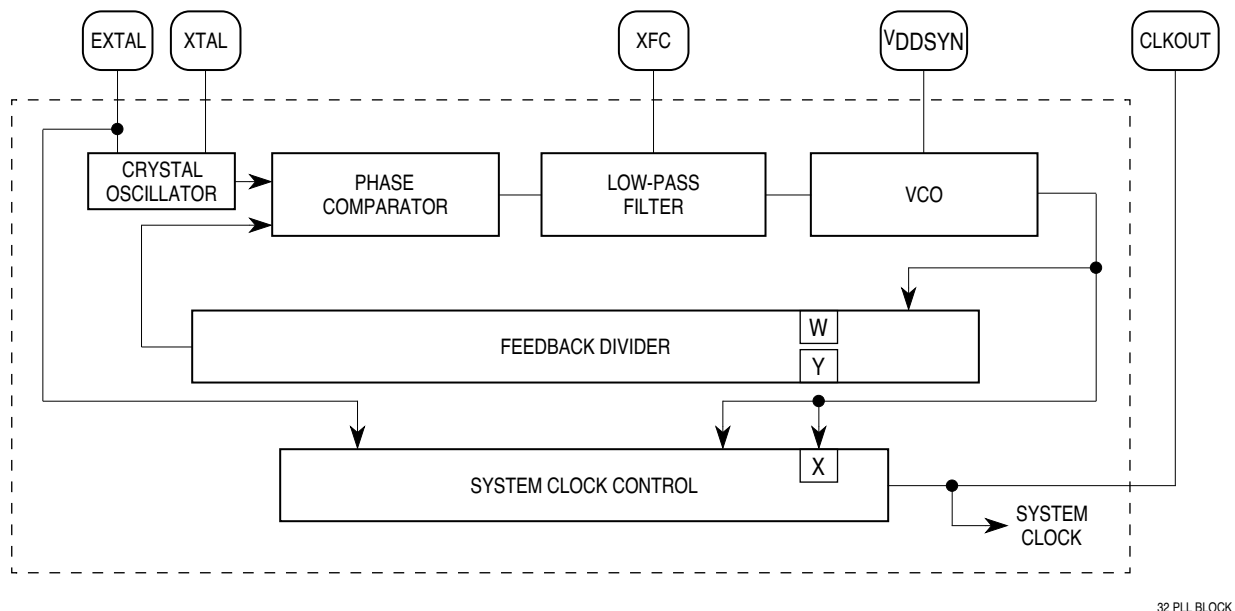 EXTAL
XTAL
XFC
VDDSYN
CLKOUT
CRYSTAL
OSCILLATOR
PHASE
COMPARATOR
LOW-PASS
FILTER
VCO
FEEDBACK DIVIDER
W
Y
SYSTEM CLOCK CONTROL
X
SYSTEM
CLOCK
32 PLL BLOCK